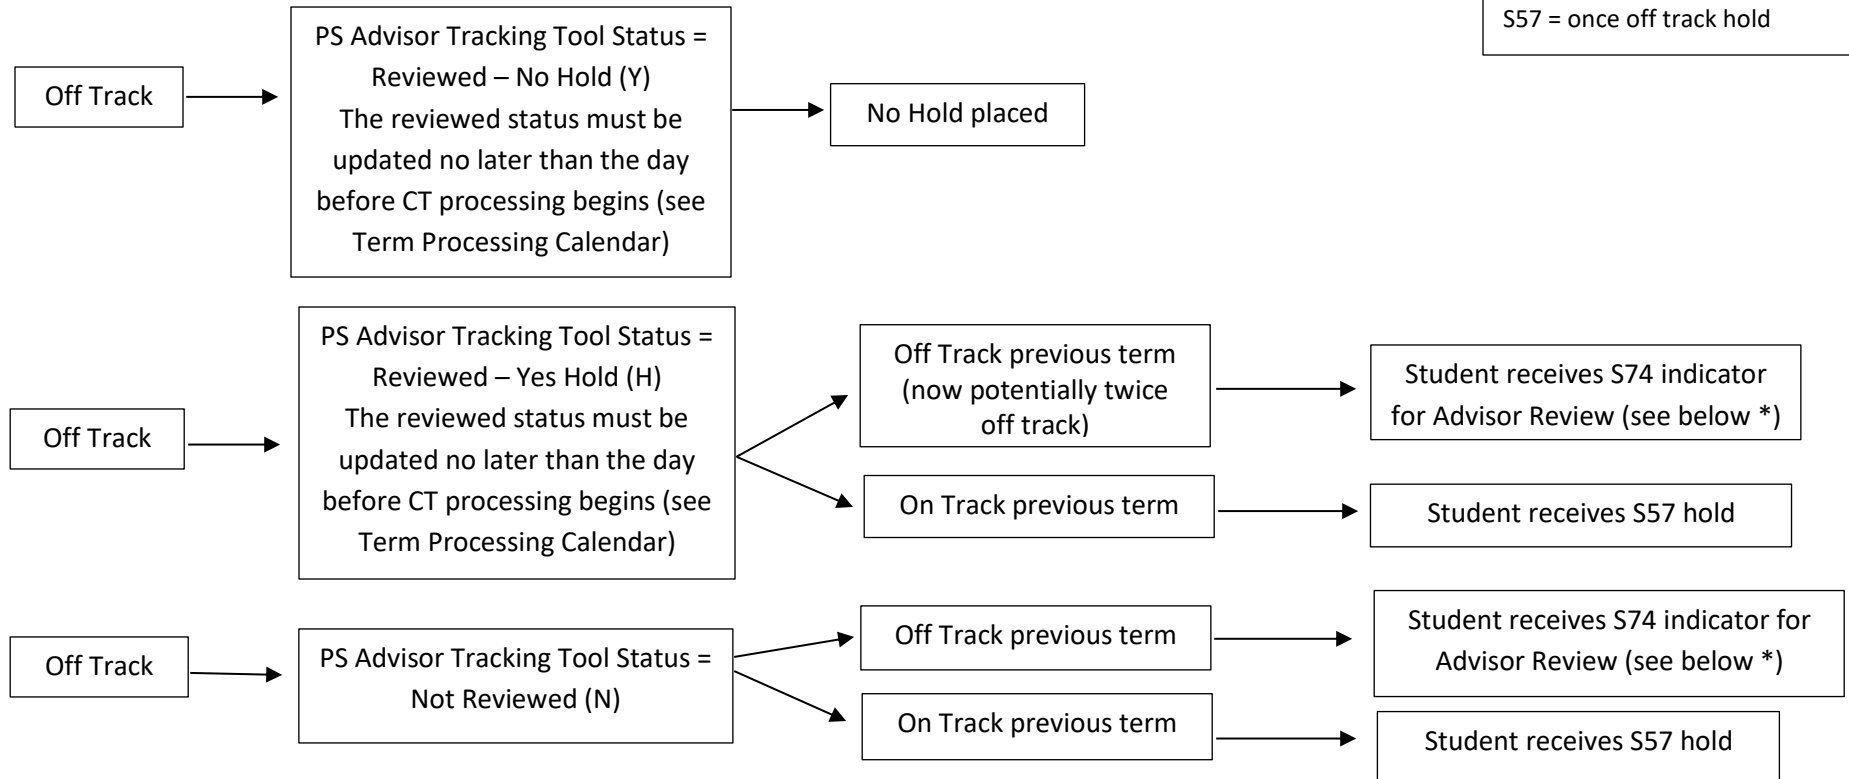 S57 = once off track hold
Off Track
PS Advisor Tracking Tool Status =
Reviewed – No Hold (Y)
The reviewed status must be
updated no later than the day
before CT processing begins (see
Term Processing Calendar)
No Hold placed
Off Track
PS Advisor Tracking Tool Status =
Reviewed – Yes Hold (H)
The reviewed status must be
updated no later than the day
before CT processing begins (see
Term Processing Calendar)
Off Track previous term
(now potentially twice
off track)
Student receives S74 indicator
for Advisor Review (see below *)
On Track previous term
Student receives S57 hold
Off Track
PS Advisor Tracking Tool Status =
Not Reviewed (N)
Off Track previous term
Student receives S74 indicator for
Advisor Review (see below *)
On Track previous term
Student receives S57 hold